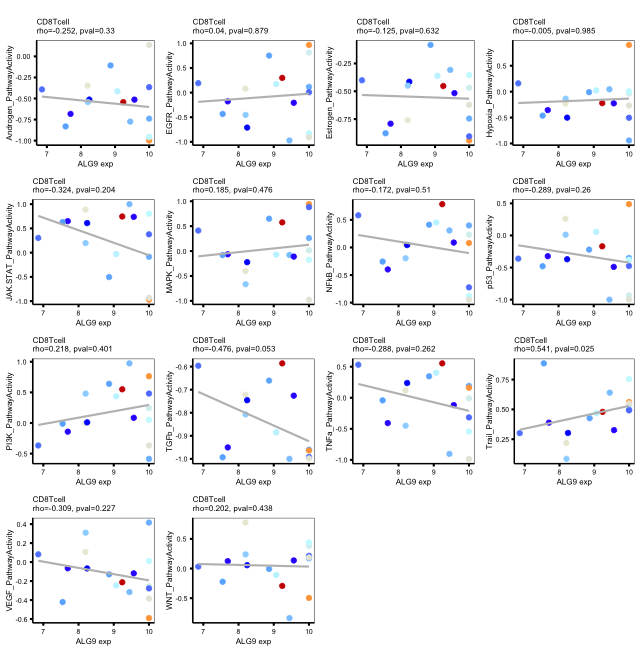 CD8Tcell
rho=-0.252, pval=0.33
Androgen_PathwayActivity
0.00
-0.25
-0.50
-0.75
-1.00
7 8 9 10
ALG9 exp
CD8Tcell
rho=0.04, pval=0.879
EGFR_PathwayActivity
1.0
0.5
0.0
-0.5
-1.0
7 8 9 10
ALG9 exp
CD8Tcell
rho=-0.125, pval=0.632
Estrogen_PathwayActivity
-0.25
-0.50
-0.75
7 8 9 10
ALG9 exp
CD8Tcell
rho=-0.005, pval=0.985
Hypoxia_PathwayActivity
0.5
0.0
-0.5
-1.0
7 8 9 10
ALG9 exp
CD8Tcell
rho=-0.324, pval=0.204
JAK.STAT_PathwayActivity
1.0
0.5
0.0
-0.5
-1.0
7 8 9 10
ALG9 exp
CD8Tcell
rho=0.185, pval=0.476
MAPK_PathwayActivity
1.0
0.5
0.0
-0.5
-1.0
7 8 9 10
ALG9 exp
CD8Tcell
rho=-0.172, pval=0.51
NFkB_PathwayActivity
0.5
0.0
-0.5
-1.0
7 8 9 10
ALG9 exp
CD8Tcell
rho=-0.289, pval=0.26
p53_PathwayActivity
0.5
0.0
-0.5
-1.0
7 8 9 10
ALG9 exp
CD8Tcell
rho=0.218, pval=0.401
PI3K_PathwayActivity
1.0
0.5
0.0
-0.5
7 8 9 10
ALG9 exp
CD8Tcell
rho=-0.476, pval=0.053
TGFb_PathwayActivity
-0.6
-0.7
-0.8
-0.9
-1.0
7 8 9 10
ALG9 exp
CD8Tcell
rho=-0.288, pval=0.262
TNFa_PathwayActivity
0.5
0.0
-0.5
-1.0
7 8 9 10
ALG9 exp
CD8Tcell
rho=0.541, pval=0.025
Trail_PathwayActivity
0.75
0.50
0.25
7 8 9 10
ALG9 exp
CD8Tcell
rho=-0.309, pval=0.227
VEGF_PathwayActivity
0.4
0.2
0.0
-0.2
-0.4
-0.6
7 8 9 10
ALG9 exp
CD8Tcell
rho=0.202, pval=0.438
WNT_PathwayActivity
0.5
0.0
-0.5
7 8 9 10
ALG9 exp